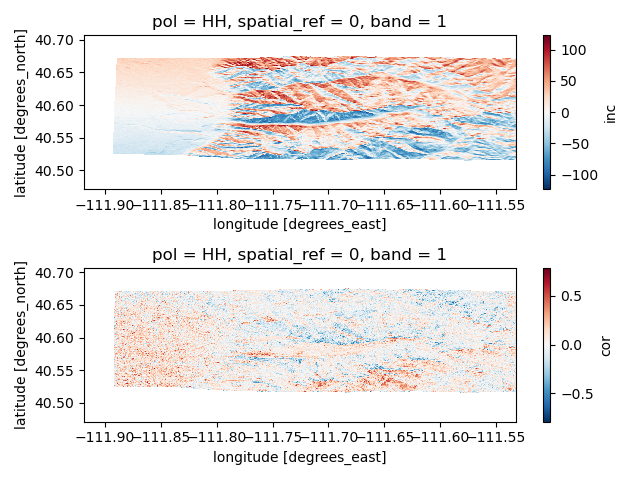 pol = HH, spatial_ref = 0, band = 1
latitude [degrees_north]
40.70
40.65
40.60
40.55
40.50
−111.90−111.85−111.80−111.75−111.70−111.65−111.60−111.55
longitude [degrees_east]
100
50
0
−50
−100
inc
pol = HH, spatial_ref = 0, band = 1
latitude [degrees_north]
40.70
40.65
40.60
40.55
40.50
−111.90−111.85−111.80−111.75−111.70−111.65−111.60−111.55
longitude [degrees_east]
0.5
0.0
−0.5
cor